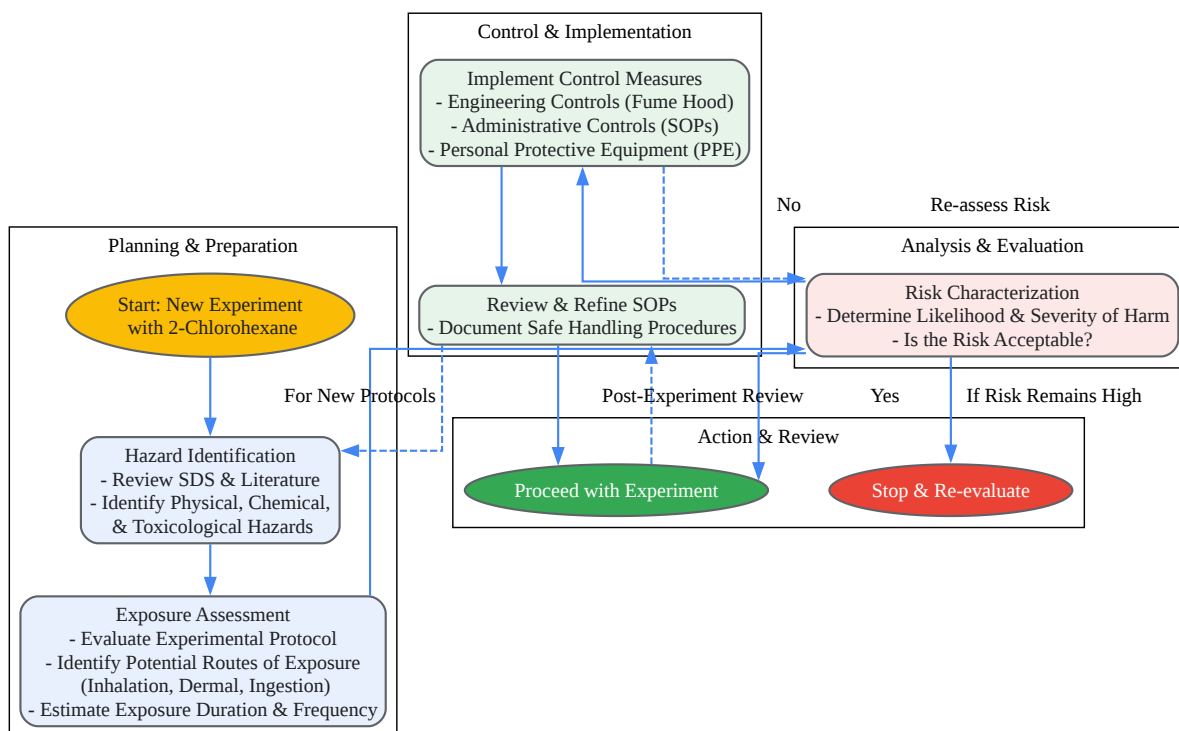 Control & Implementation
Implement Control Measures
- Engineering Controls (Fume Hood)
- Administrative Controls (SOPs)
- Personal Protective Equipment (PPE)
No
Re-assess Risk
Planning & Preparation
Analysis & Evaluation
Start: New Experiment
with 2-Chlorohexane
Review & Refine SOPs
- Document Safe Handling Procedures
Risk Characterization
- Determine Likelihood & Severity of Harm
- Is the Risk Acceptable?
For New Protocols
Post-Experiment Review
Yes
If Risk Remains High
Action & Review
Hazard Identification
- Review SDS & Literature
- Identify Physical, Chemical,
& Toxicological Hazards
Proceed with Experiment
Stop & Re-evaluate
Exposure Assessment
- Evaluate Experimental Protocol
- Identify Potential Routes of Exposure
(Inhalation, Dermal, Ingestion)
- Estimate Exposure Duration & Frequency